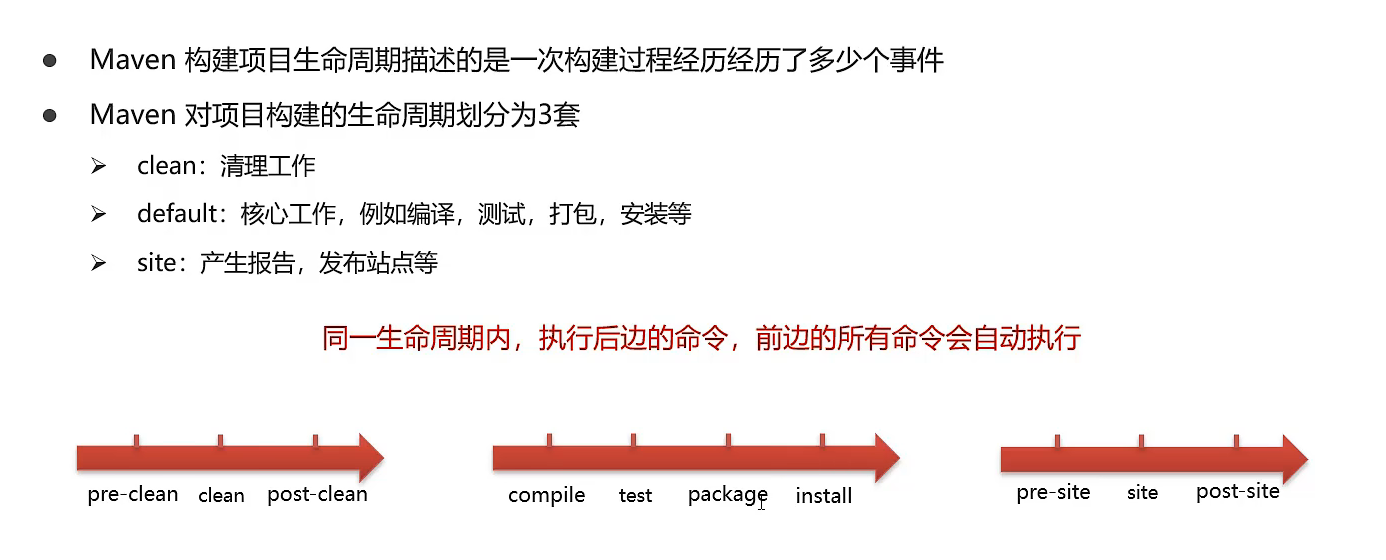 Maven 构建项目生命周期描述的是一次构建过程经历经历了多少个事件
Maven 对项目构建的生命周期划分为3套
clean：清理工作
default：核心工作，例如编译，测试，打包，安装等
site：产生报告，发布站点等
同一生命周期内，执行后边的命令，前边的所有命令会自动执行
pre-clean clean post-clean
compile test package install
pre-site site post-site